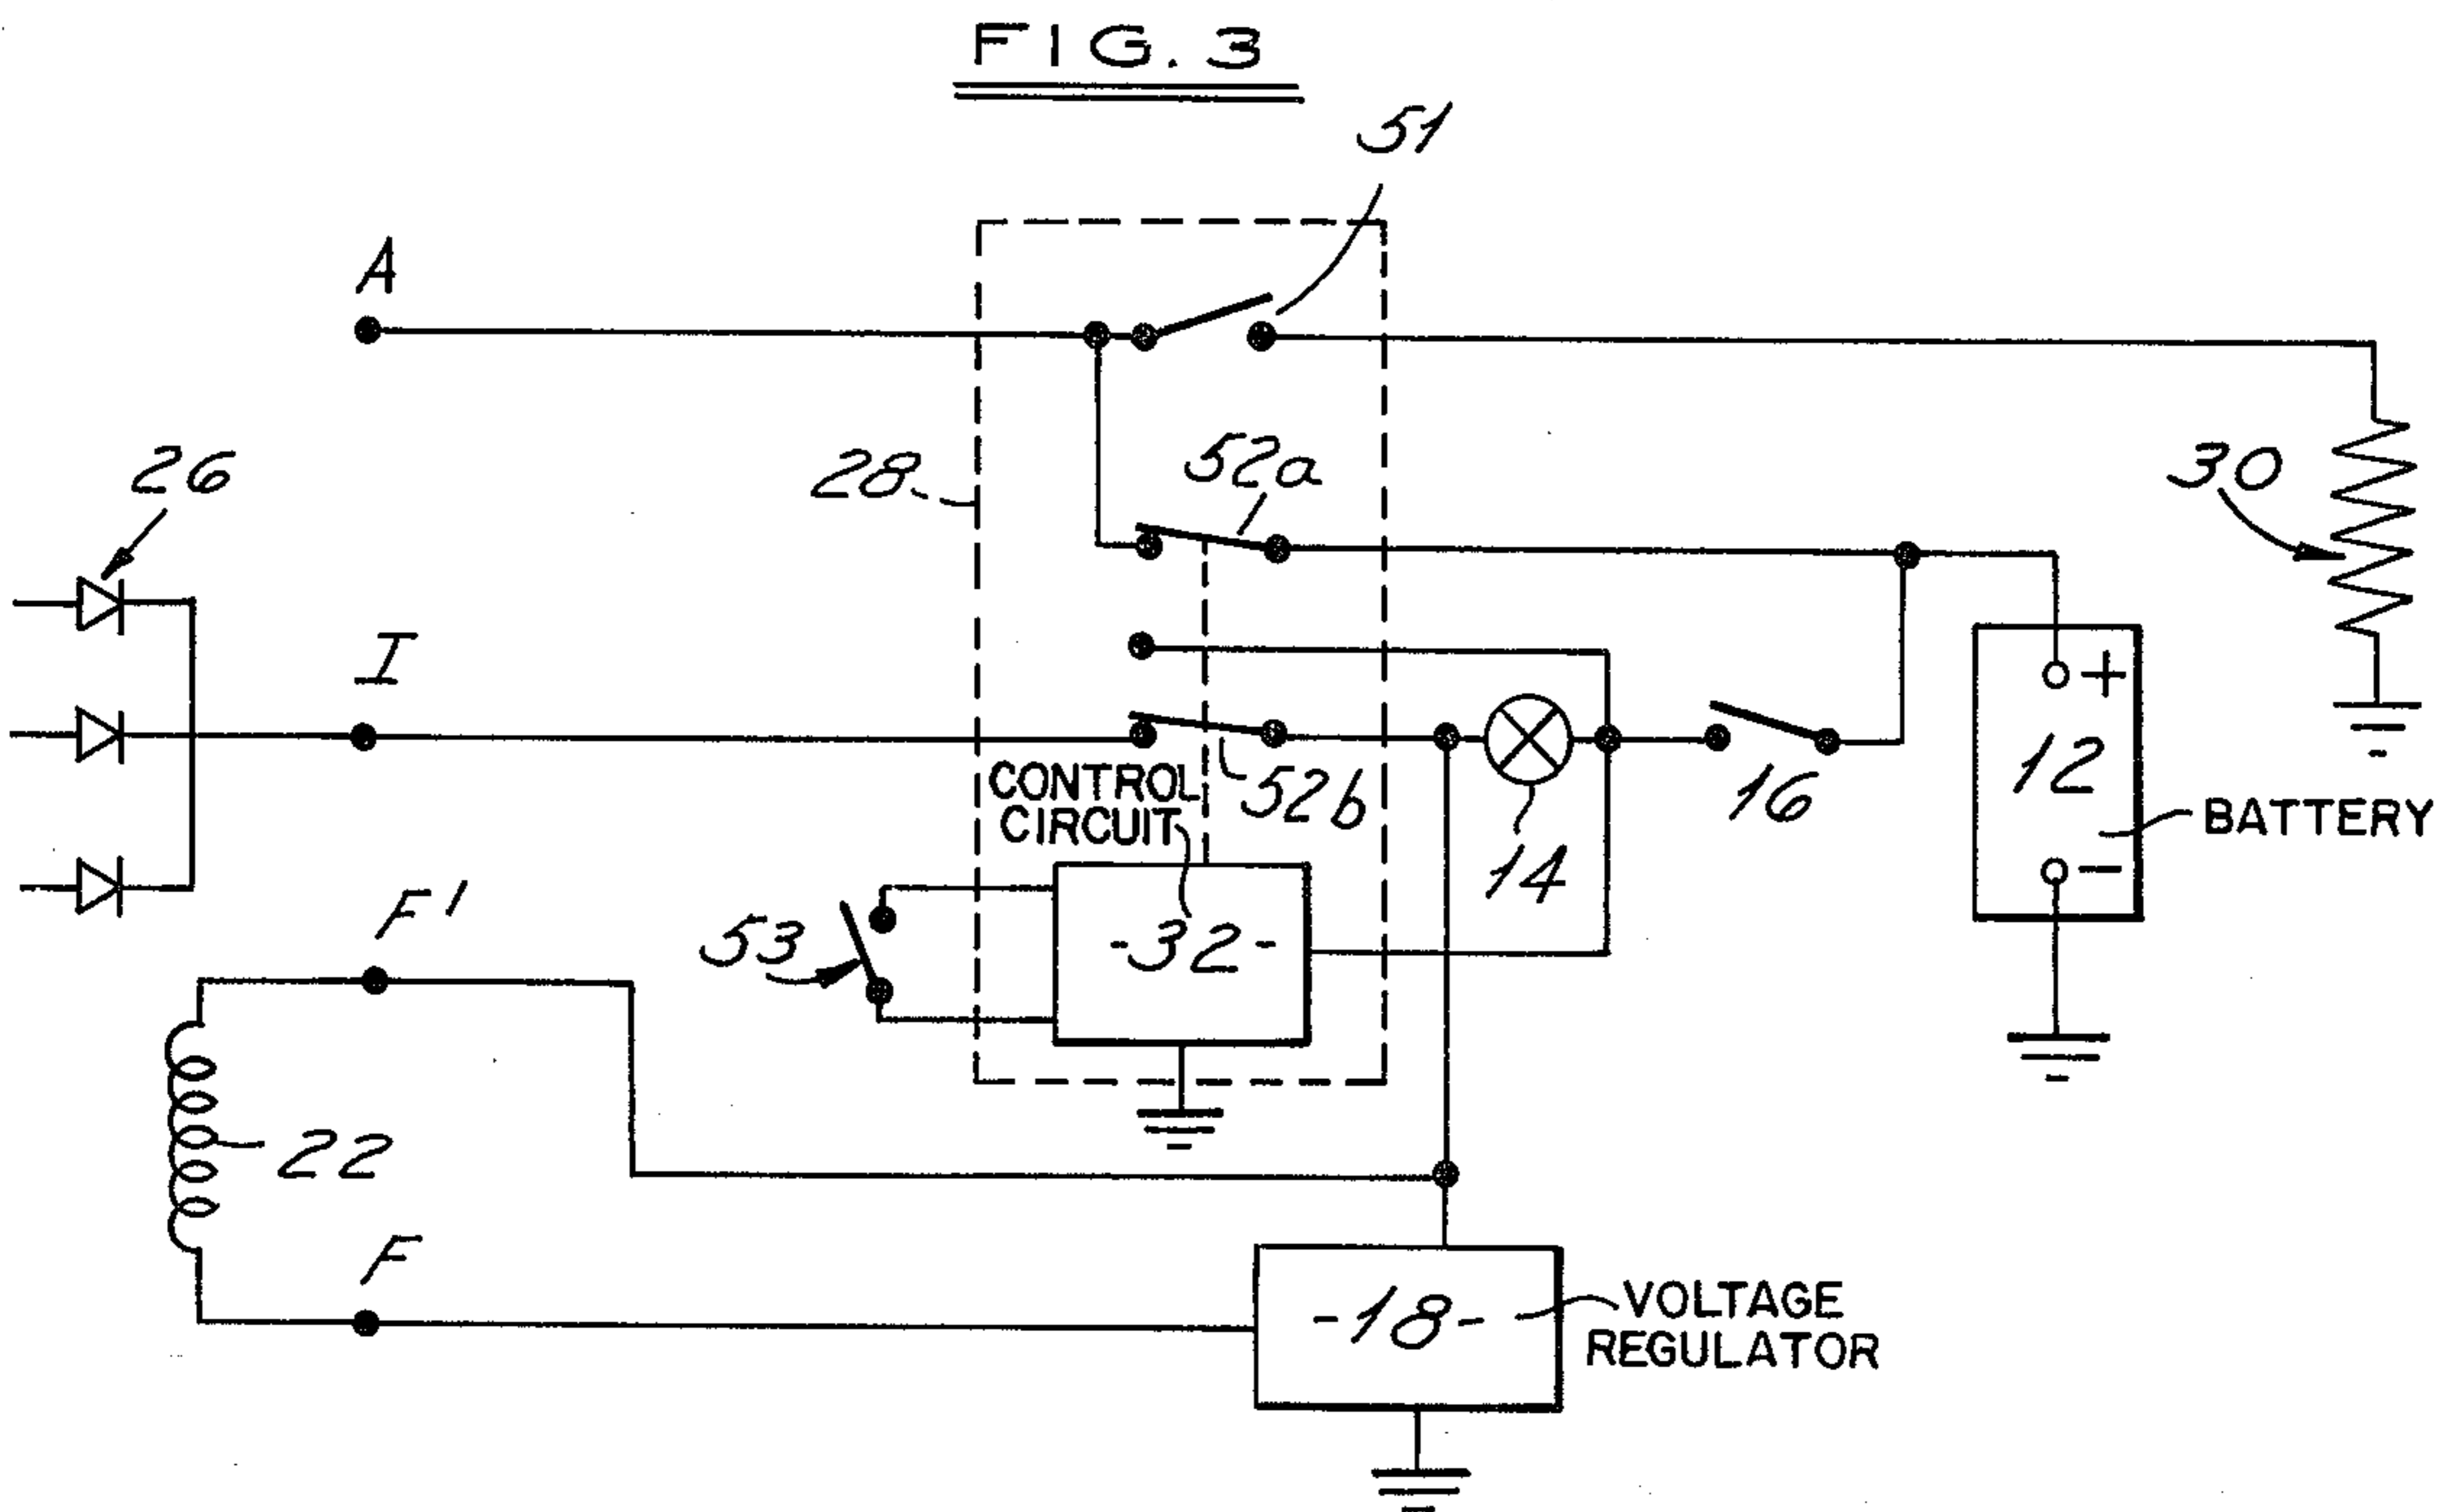 FIG. 3
51
A
28
52a
30
26
I
52b
CONTROL
CIRCUIT
14
16
+
12
BATTERY
-
53
-32-
F'
22
F
-18-
VOLTAGE
REGULATOR